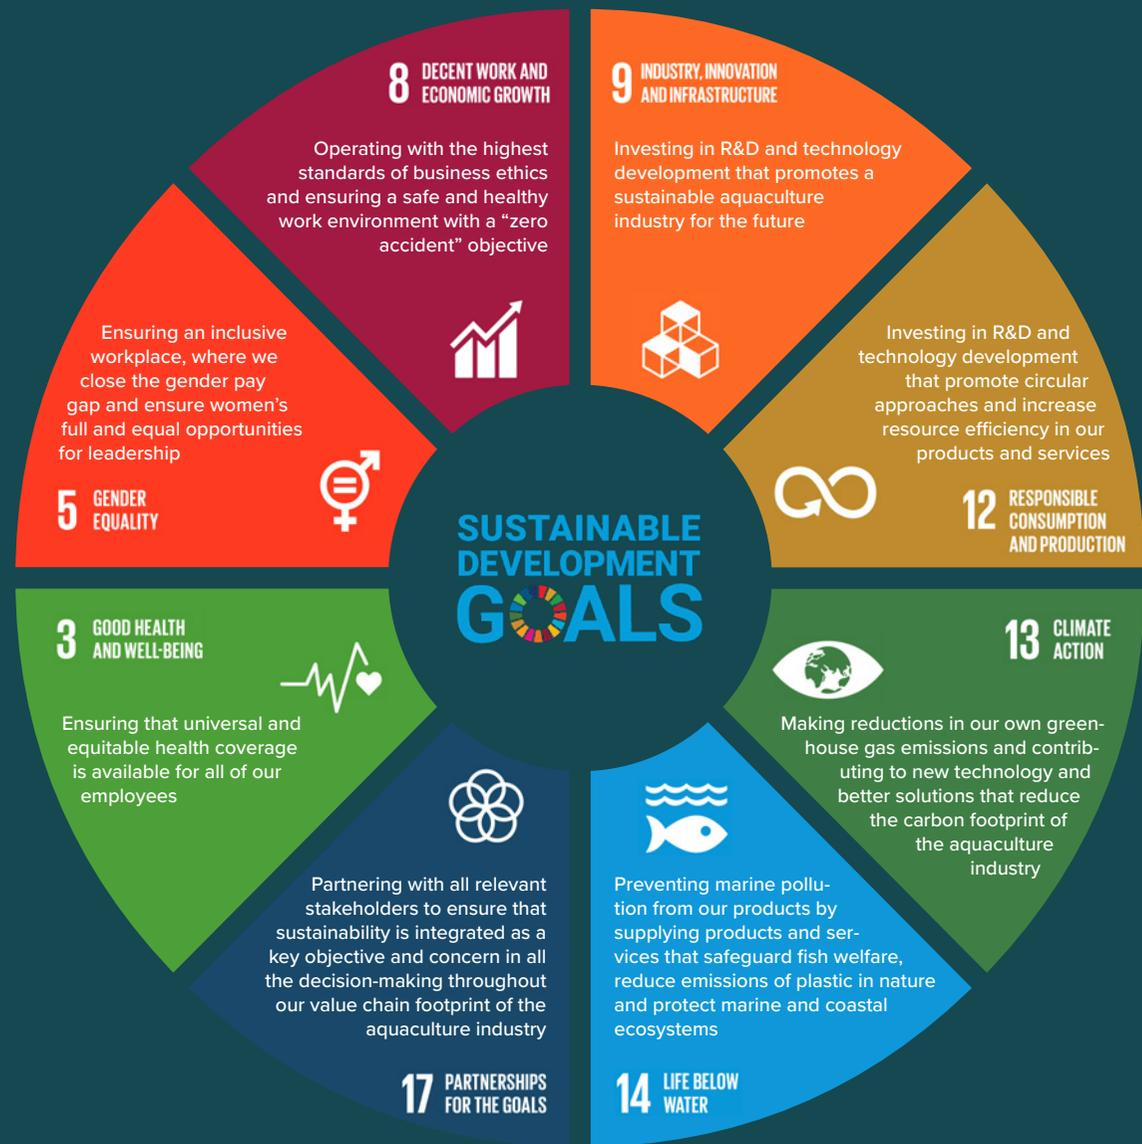 8 DECENT WORK AND
ECONOMIC GROWTH
Operating with the highest
standards of business ethics
and ensuring a safe and healthy
work environment with a “zero
accident” objective
9 INDUSTRY, INNOVATION
AND INFRASTRUCTURE
Investing in R&D and technology
development that promotes a
sustainable aquaculture
industry for the future
Ensuring an inclusive
workplace, where we
close the gender pay
gap and ensure women’s
full and equal opportunities
for leadership
5 GENDER
EQUALITY
Investing in R&D and
technology development
that promote circular
approaches and increase
resource efficiency in our
products and services
12 RESPONSIBLE
CONSUMPTION
AND PRODUCTION
SUSTAINABLE
DEVELOPMENT
GOALS
3 GOOD HEALTH
AND WELL-BEING
Ensuring that universal and
equitable health coverage
is available for all of our
employees
13 CLIMATE
ACTION
Making reductions in our own green-
house gas emissions and contrib-
uting to new technology and
better solutions that reduce
the carbon footprint of
the aquaculture
industry
Partnering with all relevant
stakeholders to ensure that
sustainability is integrated as a
key objective and concern in all
the decision-making throughout
our value chain footprint of the
aquaculture industry
17 PARTNERSHIPS
FOR THE GOALS
Preventing marine pollu-
tion from our products by
supplying products and ser-
vices that safeguard fish welfare,
reduce emissions of plastic in nature
and protect marine and coastal
ecosystems
14 LIFE BELOW
WATER